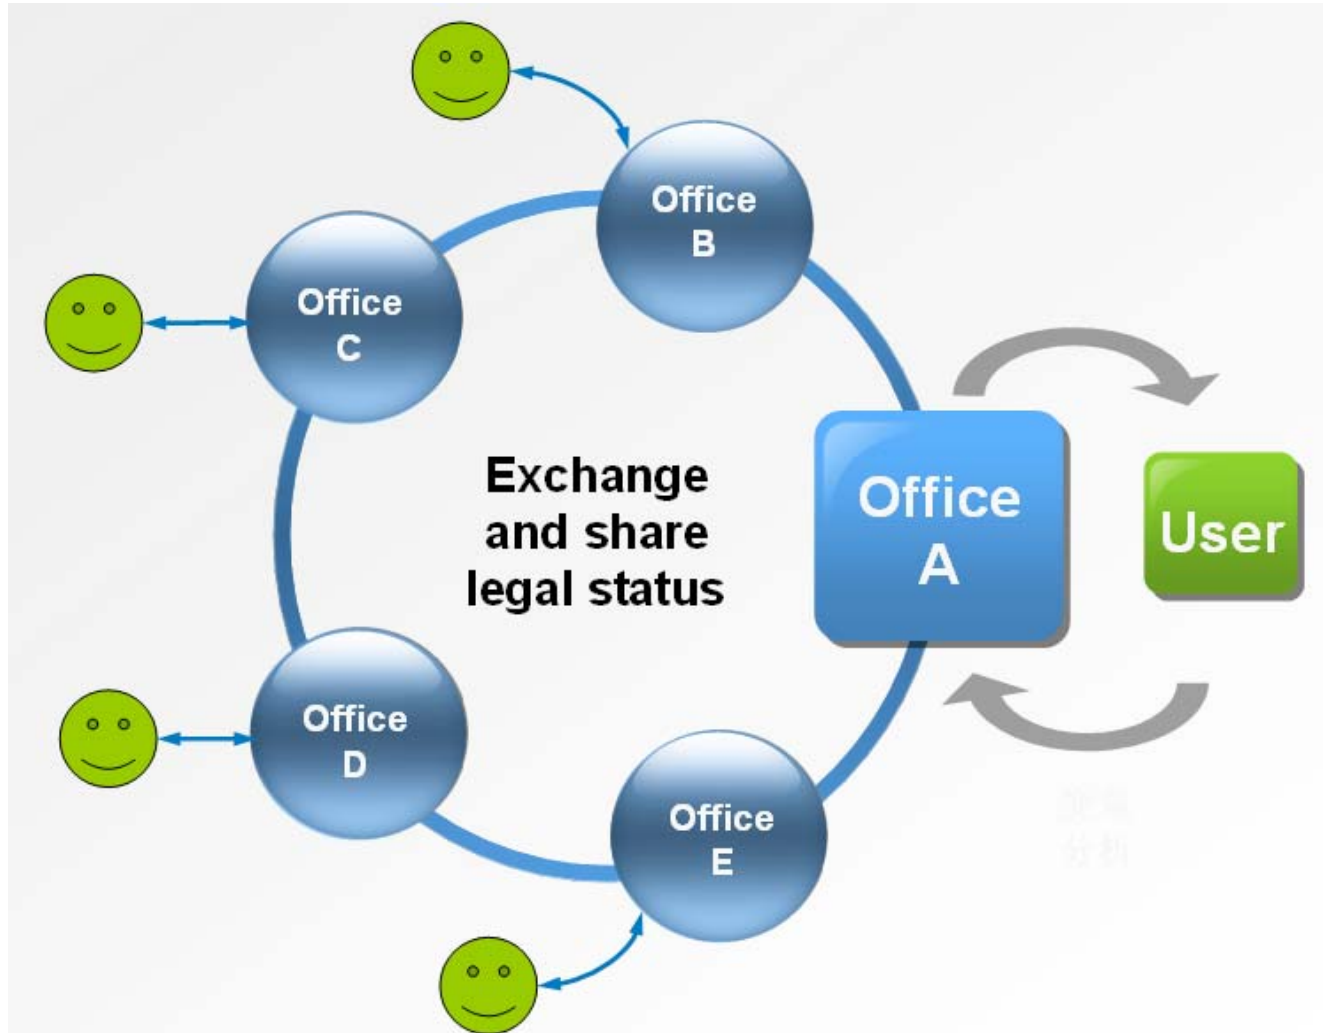 Office
B
Office
C
Exchange
and share
legal status
Office
A
User
Office
D
Office
E